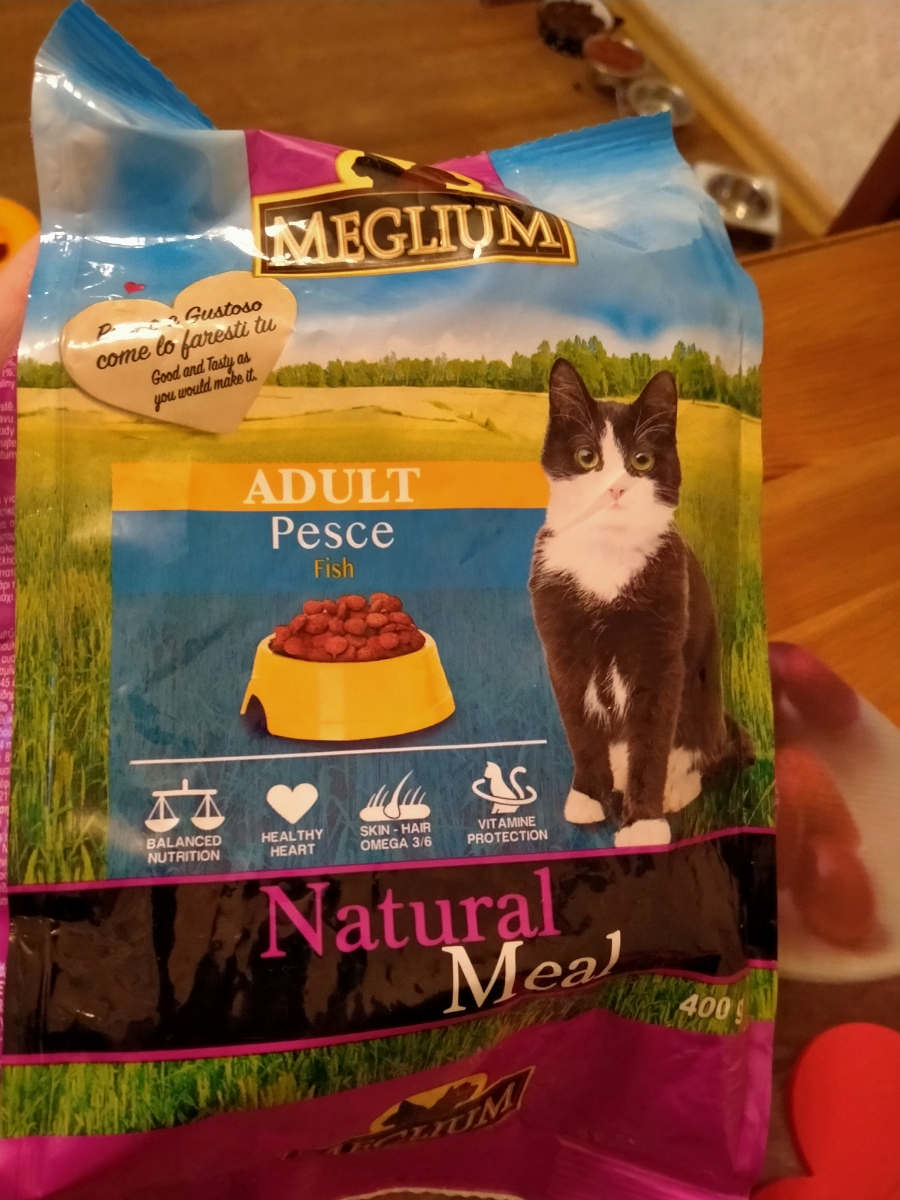 MEGLIUM
Gustoso
come lo faresti tu
Good and Tasty as
you would make it.
ADULT
Pesce
Fish
BALANCED
NUTRITION
HEALTHY
HEART
SKIN - HAIR
OMEGA 3/6
VITAMINE
PROTECTION
Natural
Meal
400 g
MEGLIUM